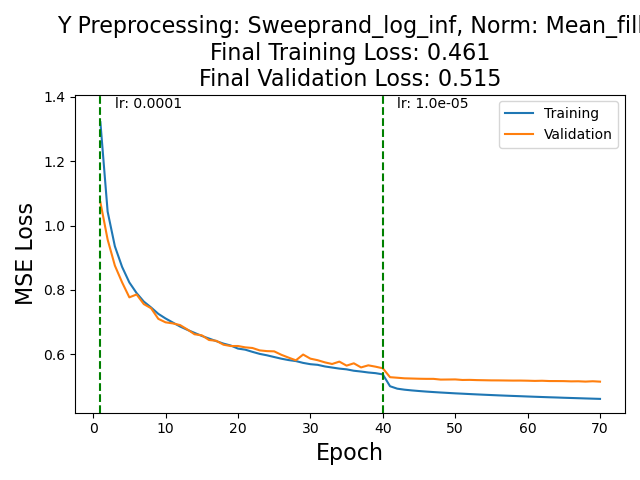 Y Preprocessing: Sweeprand_log_inf, Norm: Mean_fill
Final Training Loss: 0.461
Final Validation Loss: 0.515
lr: 0.0001
lr: 1.0e-05
Training
Validation
MSE Loss
1.4
1.2
1.0
0.8
0.6
0 10 20 30 40 50 60 70
Epoch